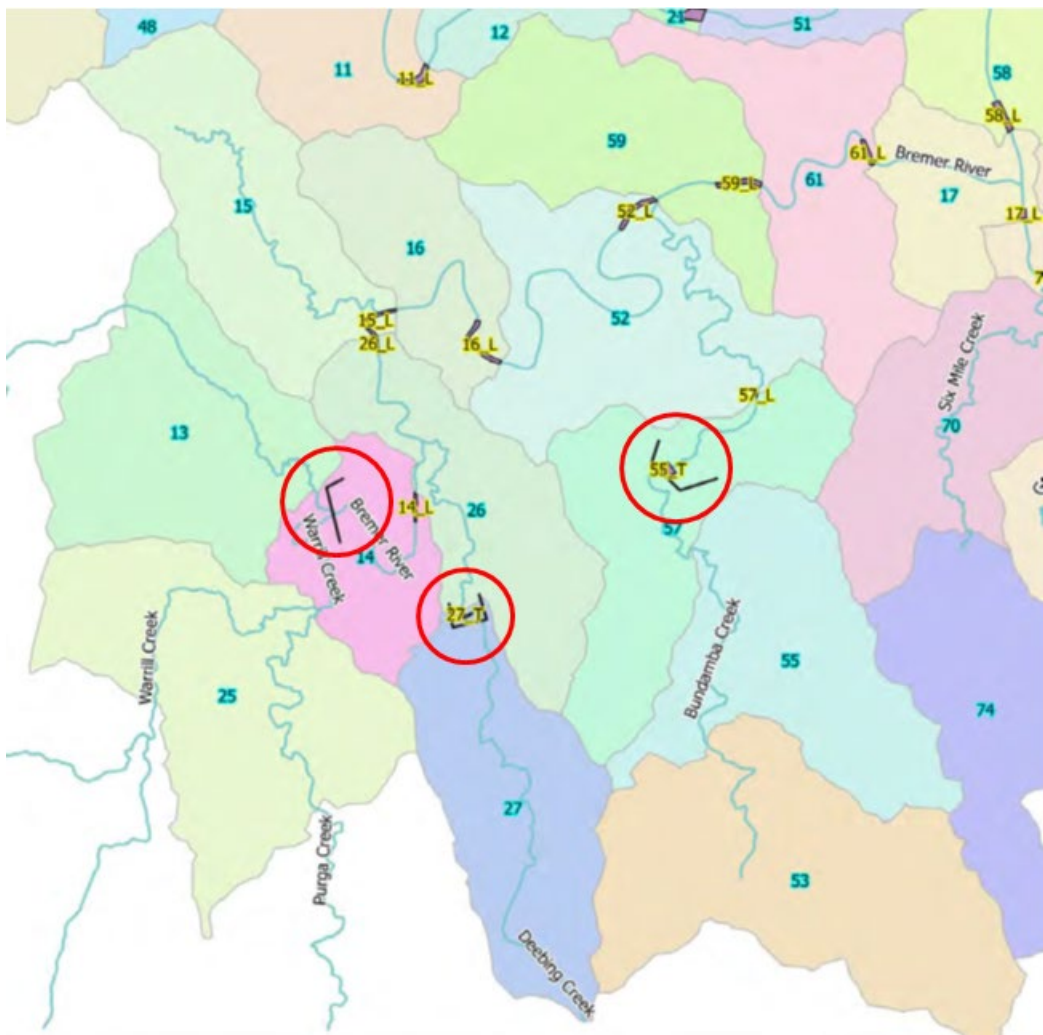 48
12
21
51
11
11_L
58
58_L
59
61_L
Bremer River
59_L
61
17
15
52_L
17_L
16
15_L
26_L
16_L
52
Six Mile Creek
57_L
70
13
55_T
14_L
26
Bremer River
Warrill Creek
57
14
27_T
Warrill Creek
25
Bundamba Creek
55
74
27
Purga Creek
53
Deebing Creek